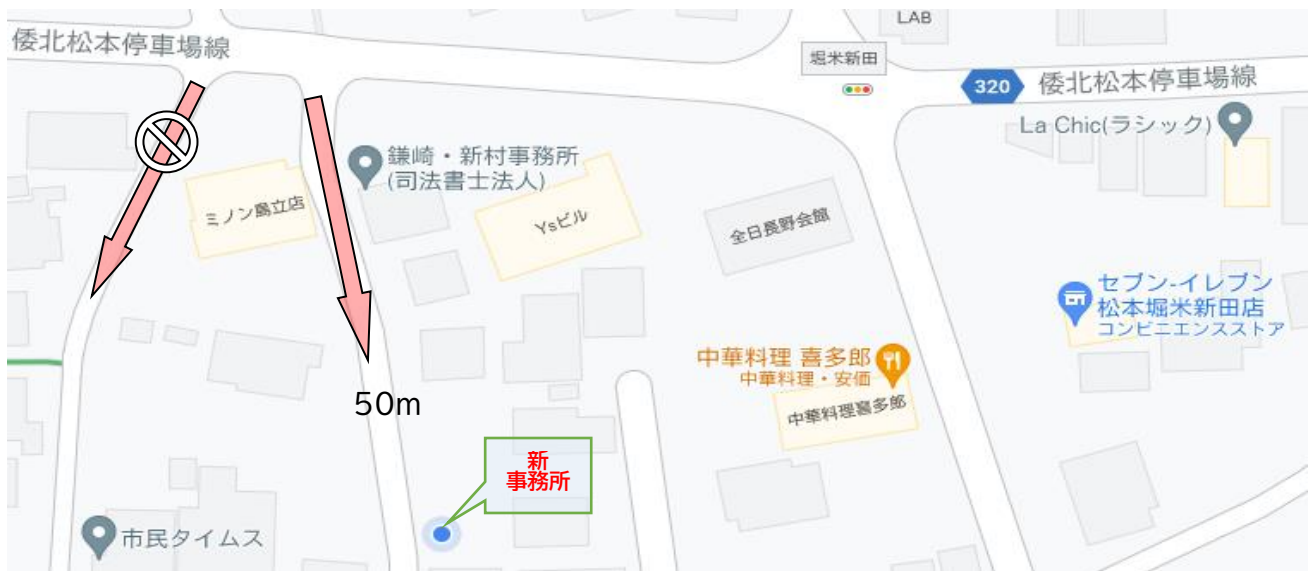 倭北松本停車場線
LAB
堀米新田
320
倭北松本停車場線
La Chic(ラシック)
鎌崎・新村事務所
(司法書士法人)
ミノン島立店
Ysビル
全日長野会館
セブン-イレブン
松本堀米新田店
コンビニエンスストア
中華料理 喜多郎
中華料理・安価
中華料理喜多郎
50m
新
事務所
市民タイムス